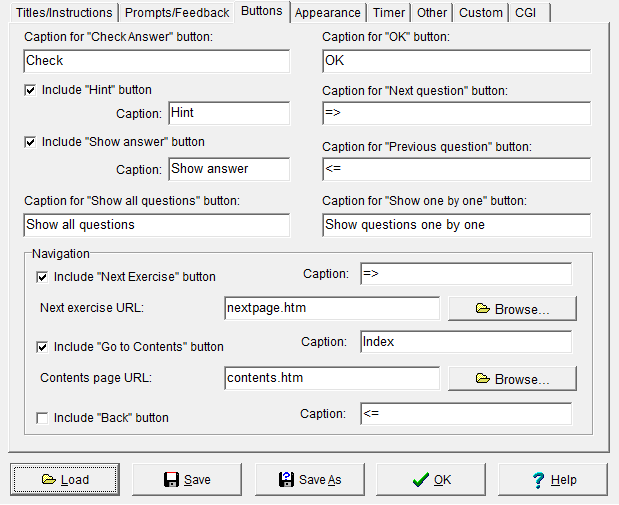 Titles/Instructions Prompts/Feedback Buttons Appearance Timer Other Custom CGI
Caption for "Check Answer" button: Caption for "OK" button:
Check OK
Include "Hint" button Caption for "Next question" button:
Caption: Hint =>
Include "Show answer" button Caption for "Previous question" button:
Caption: Show answer <=
Caption for "Show all questions" button: Caption for "Show one by one" button:
Show all questions Show questions one by one
Navigation
Include "Next Exercise" button Caption: =>
Next exercise URL: nextpage.htm Browse...
Include "Go to Contents" button Caption: Index
Contents page URL: contents.htm Browse...
Include "Back" button Caption: <=
Load Save Save As OK ? Help